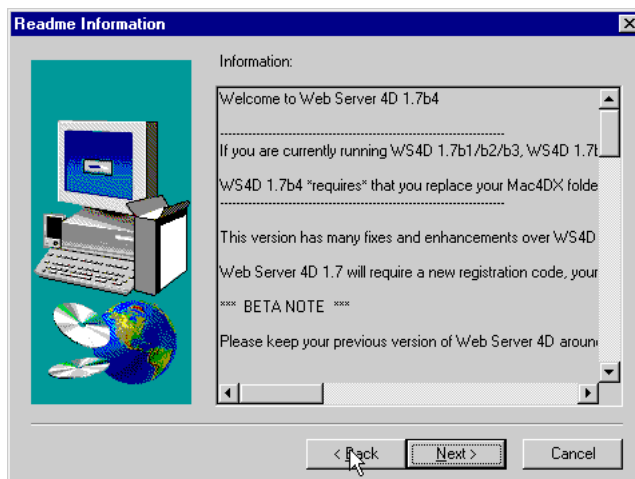 Readme Information
Information:
Welcome to Web Server 4D 1.7b4
If you are currently running WS4D 1.7b1/b2/b3, WS4D 1.7b
WS4D 1.7b4 *requires* that you replace your Mac4DX folde
This version has many fixes and enhancements over WS4D
Web Server 4D 1.7 will require a new registration code, your
*** BETA NOTE ***
Please keep your previous version of Web Server 4D aroun
< Back Next > Cancel